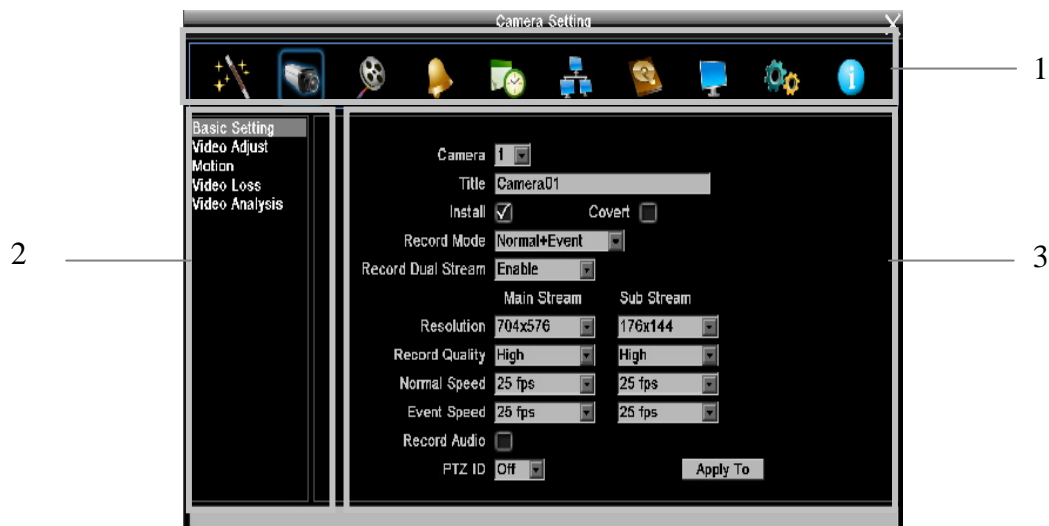 Camera Setting
X
1
Basic Setting
Video Adjust
Motion
Video Loss
Video Analysis
2
3
Camera 1
Title Camera01
Install Covert
Record Mode Normal+Event
Record Dual Stream Enable
Main Stream Sub Stream
Resolution 704x576 176x144
Record Quality High High
Normal Speed 25 fps 25 fps
Event Speed 25 fps 25 fps
Record Audio
PTZ ID Off Apply To